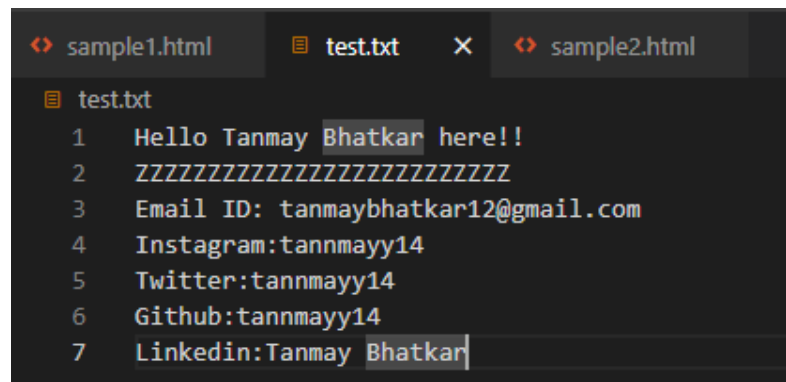 sample1.html test.txt × sample2.html
test.txt
1 Hello Tanmay Bhatkar here!!
2 ZZZZZZZZZZZZZZZZZZZZZZZZZZ
3 Email ID: tanmaybhatkar12@gmail.com
4 Instagram:tannmayy14
5 Twitter:tannmayy14
6 Github:tannmayy14
7 Linkedin:Tanmay Bhatkar